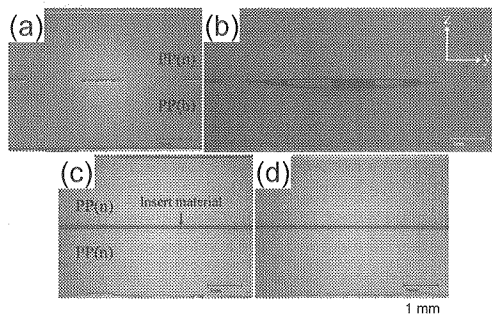 (a)
(b)
PP(n)
PP(b)
(c)
(d)
PP(n)
Insert material
PP(n)
1 mm